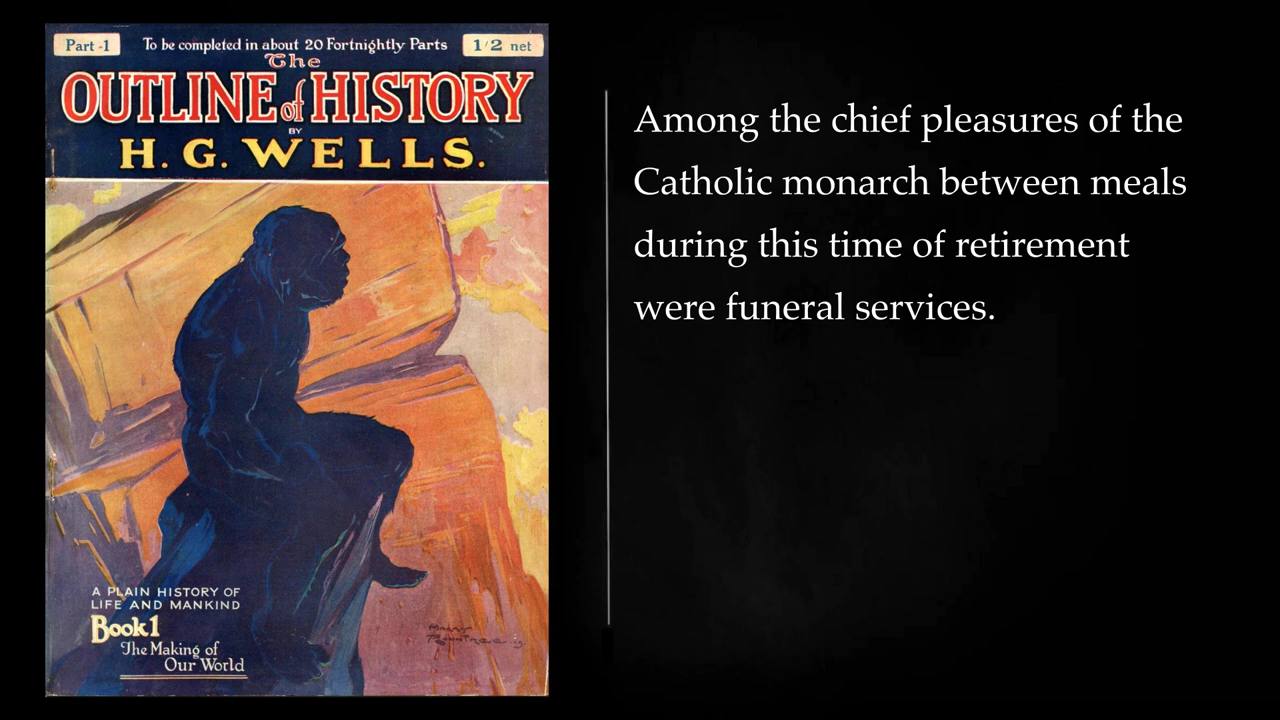 Part -1
To be completed in about 20 Fortnightly Parts
1/2 net
The
OUTLINE of HISTORY
BY
H. G. WELLS.
A PLAIN HISTORY OF
LIFE AND MANKIND
Book 1
The Making of
Our World
Among the chief pleasures of the
Catholic monarch between meals
during this time of retirement
were funeral services.